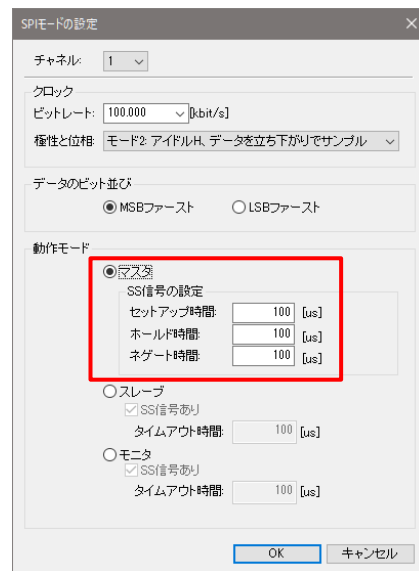 SPIモードの設定
チャネル: 1
クロック
ビットレート: 100.000 [kbit/s]
極性と位相: モード2: アイドルH、データを立ち下がりでサンプル
データのビット並び
MSBファースト LSBファースト
動作モード
マスタ
SS信号の設定
セットアップ時間: 100 [us]
ホールド時間: 100 [us]
ネゲート時間: 100 [us]
スレーブ
SS信号あり
タイムアウト時間: 100 [us]
モニタ
SS信号あり
タイムアウト時間: 100 [us]
OK キャンセル